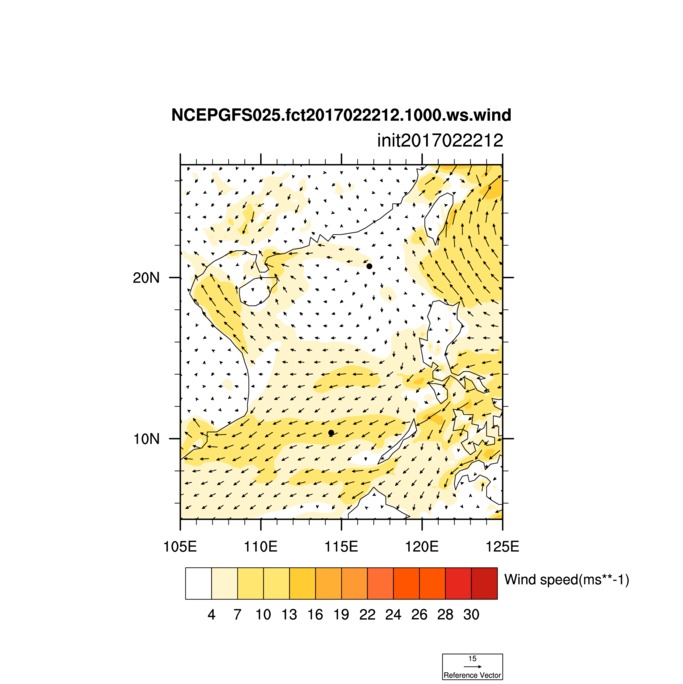 NCEPGFS025.fct2017022212.1000.ws.wind
init2017022212
20N
10N
105E 110E 115E 120E 125E
Wind speed(ms**-1)
4 7 10 13 16 19 22 24 26 28 30
15
Reference Vector